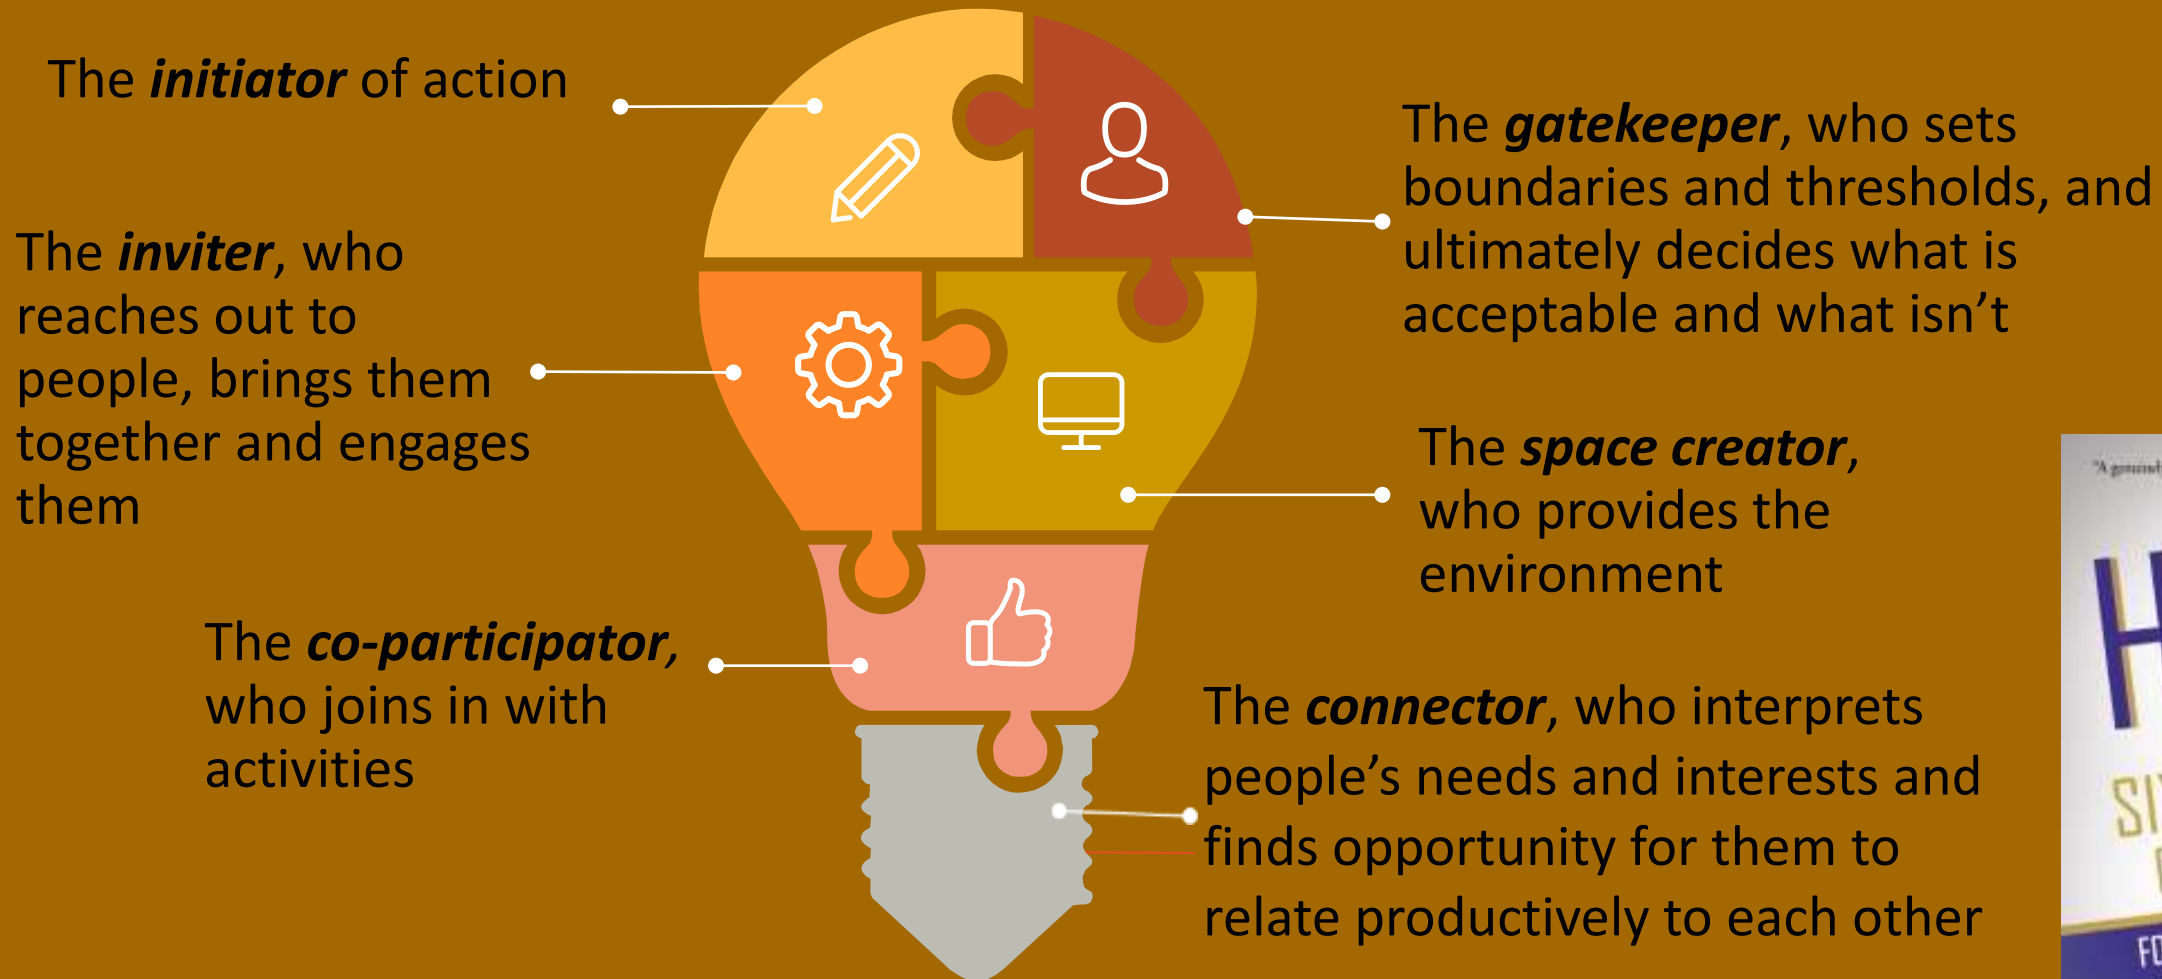 The initiator of action
The inviter, who
reaches out to
people, brings them
together and engages
them
The co-participator,
who joins in with
activities
The gatekeeper, who sets
boundaries and thresholds, and
ultimately decides what is
acceptable and what isn’t
The space creator,
who provides the
environment
The connector, who interprets
people’s needs and interests and
finds opportunity for them to
relate productively to each other
"A
H